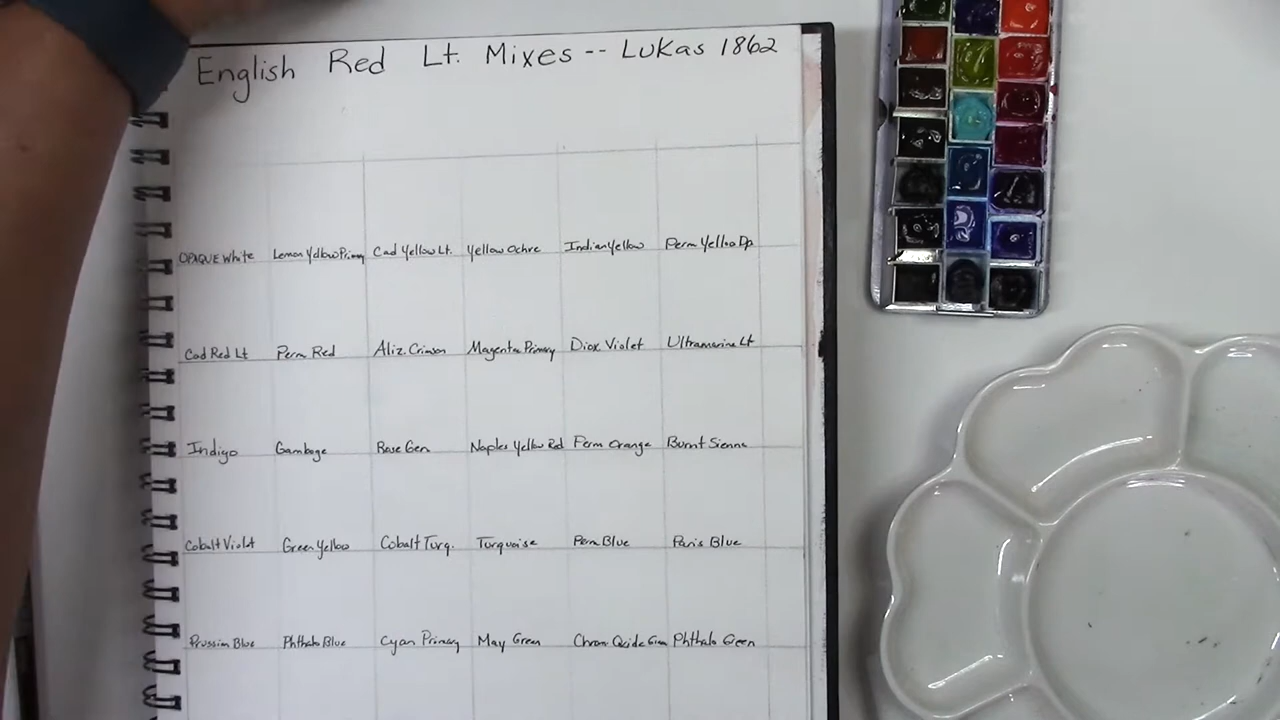 English Red Lt. Mixes -- Lukas 1862
OPAQUE White Lemon Yellow Primary Cad Yellow Lt. Yellow Ochre Indian Yellow Perm Yellow Dp
Cad Red Lt Perm Red Aliz. Crimson Magenta Primary Diox Violet Ultramarine Lt
Indigo Gamboge Rose Gen Naples Yellow Red Perm Orange Burnt Sienna
Cobalt Violet Green Yellow Cobalt Turq. Turquoise Perm Blue Paris Blue
Prussian Blue Phthalo Blue Cyan Primary May Green Chrom Oxide Green Phthalo Green